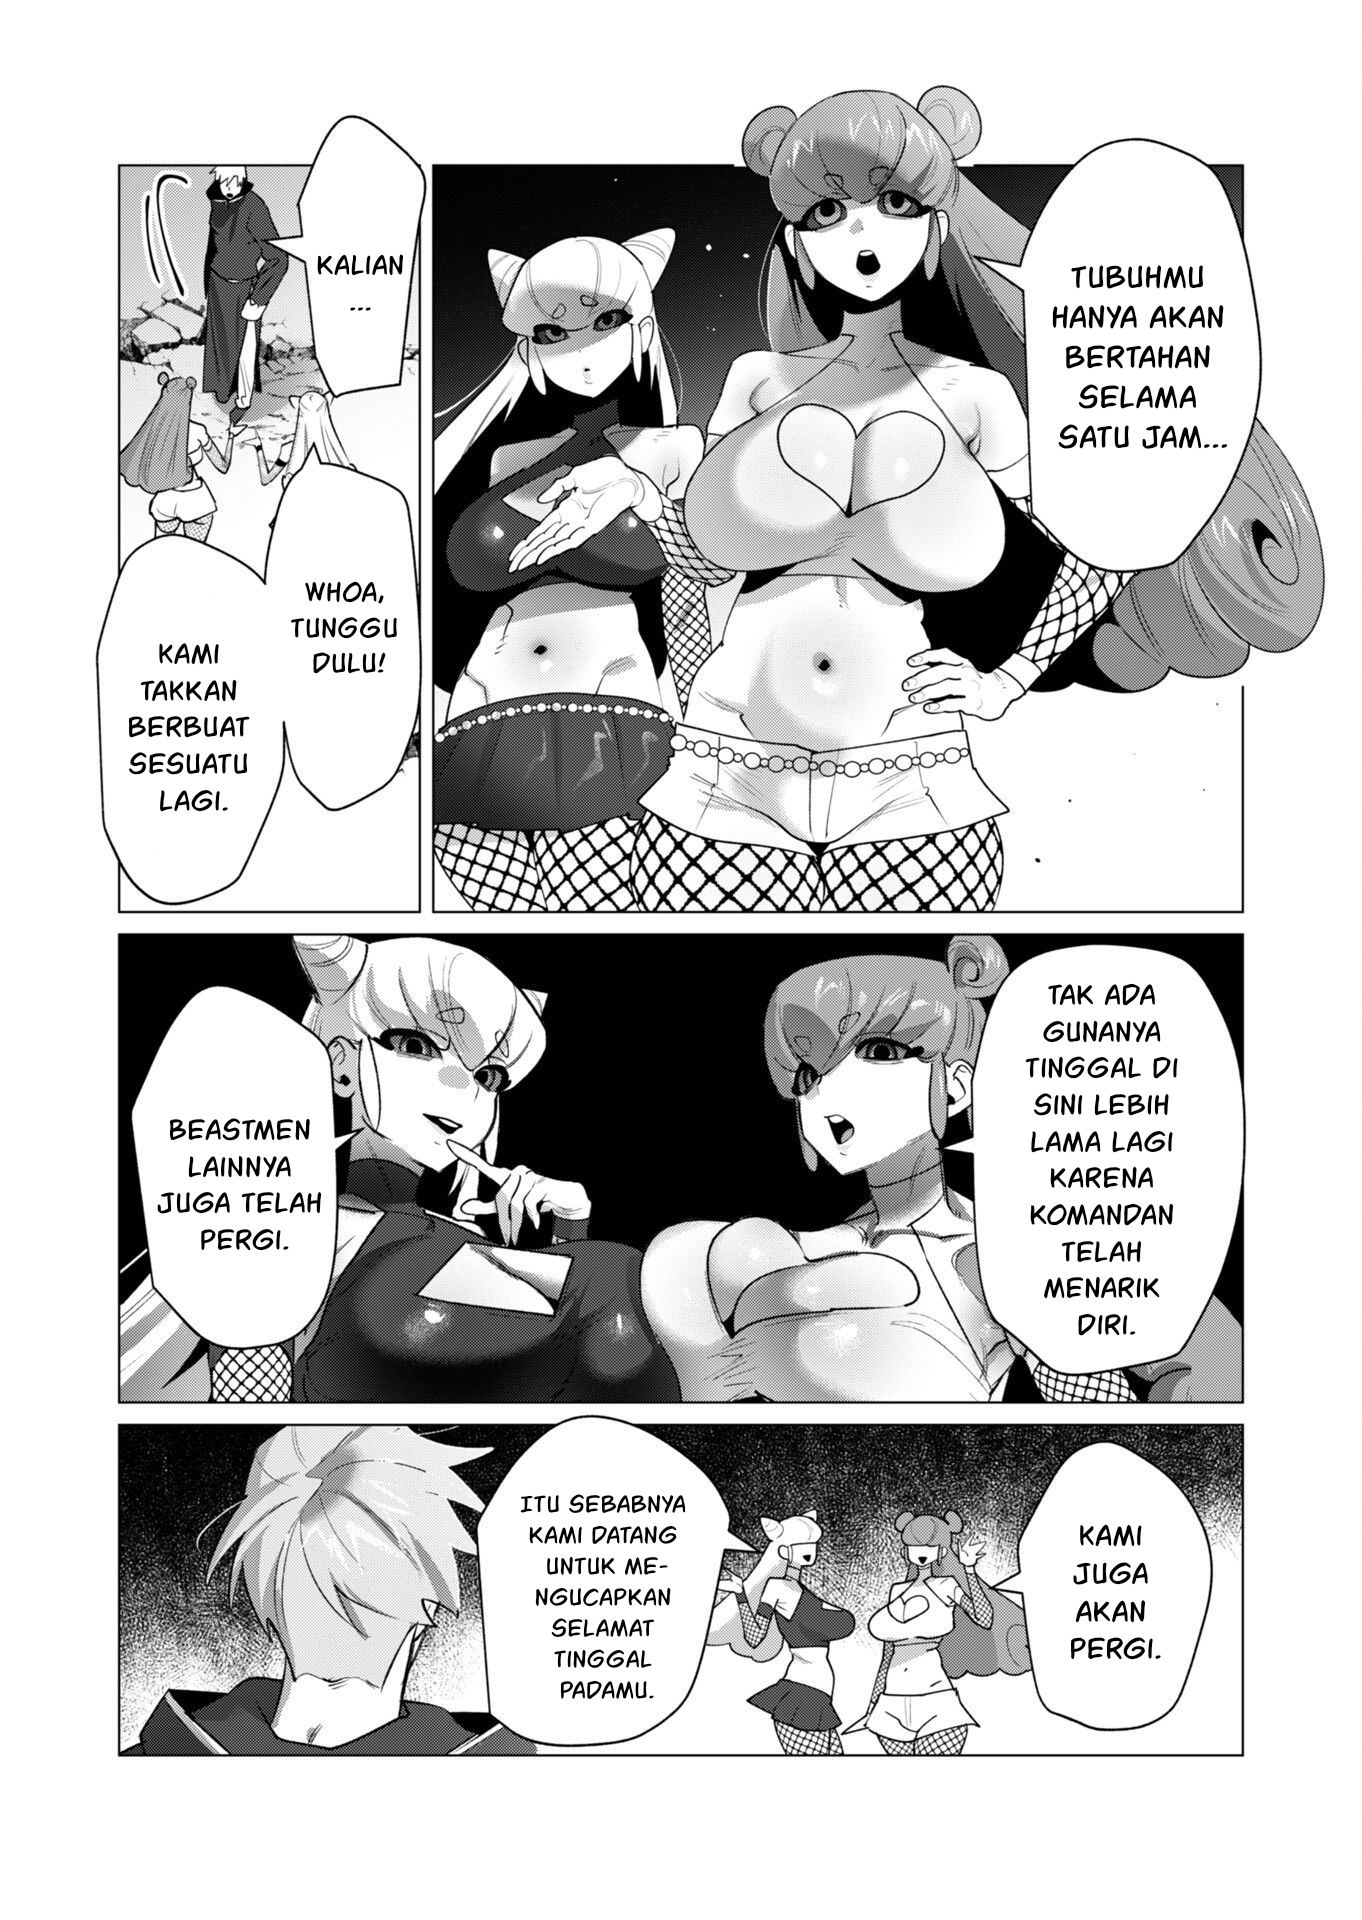 TUBUHMU
HANYA AKAN
BERTAHAN
SELAMA
SATU JAM...
KALIAN
...
WHOA,
TUNGGU
DULU!
KAMI
TAKKAN
BERBUAT
SESUATU
LAGI.
TAK ADA
GUNANYA
TINGGAL DI
SINI LEBIH
LAMA LAGI
KARENA
KOMANDAN
TELAH
MENARIK
DIRI.
BEASTMEN
LAINNYA
JUGA TELAH
PERGI.
KAMI
JUGA
AKAN
PERGI.
ITU SEBABNYA
KAMI DATANG
UNTUK ME-
NGUCAPKAN
SELAMAT
TINGGAL
PADAMU.